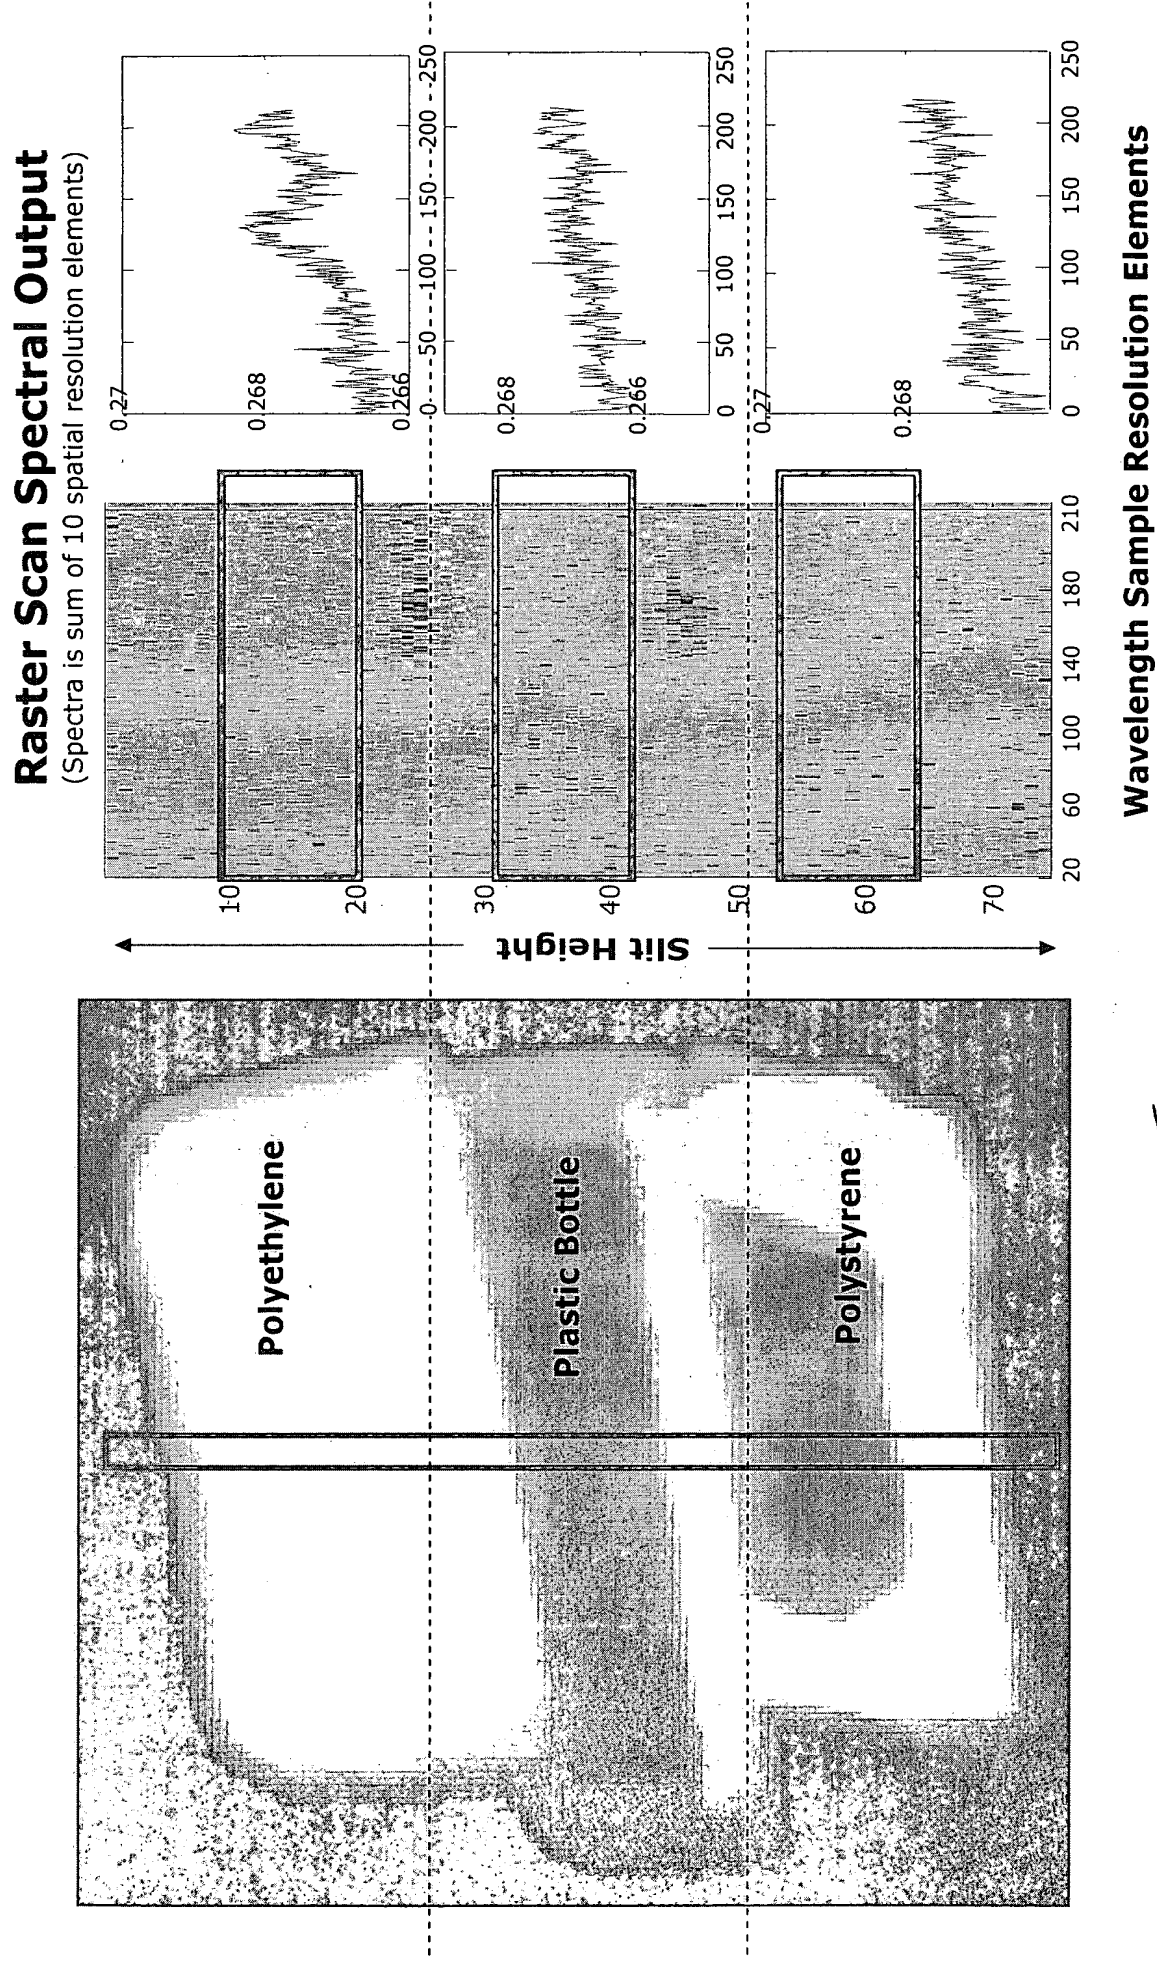 Raster Scan Spectral Output
(Spectra is sum of 10 spatial resolution elements)
Polyethylene
Plastic Bottle
Polystyrene
Slit Height
10
20
30
40
50
60
70
20 60 100 140 180 210
0.27
0.268
0.266
0 50 100 150 200 250
0.268
0.266
0 50 100 150 200 250
0.27
0.268
0 50 100 150 200 250
Wavelength Sample Resolution Elements